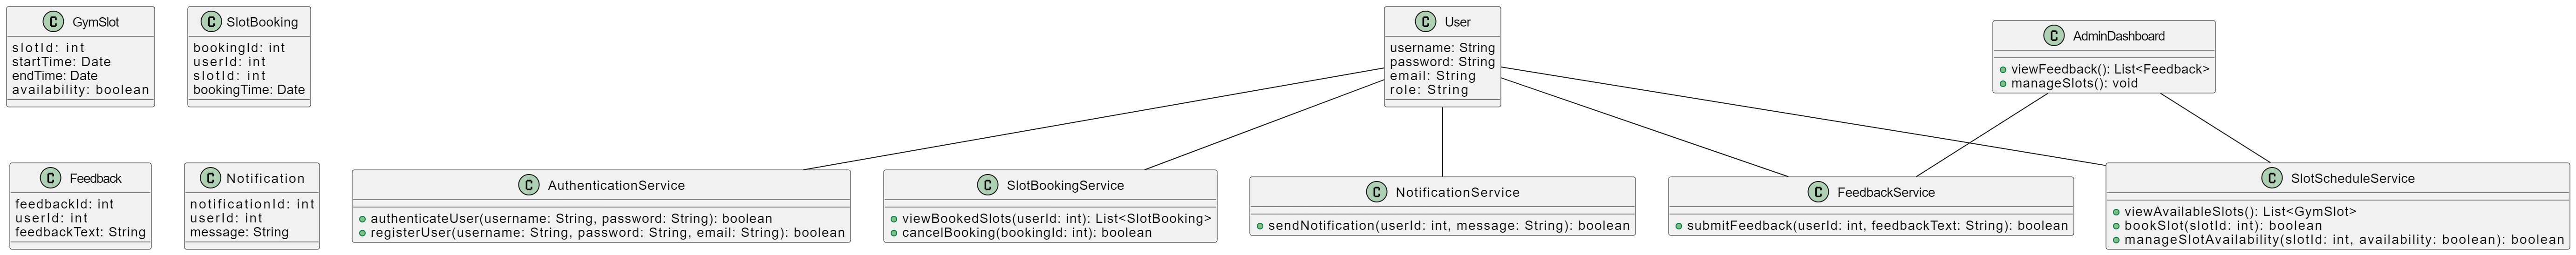 C GymSlot
slotId: int
startTime: Date
endTime: Date
availability: boolean
C SlotBooking
bookingId: int
userId: int
slotId: int
bookingTime: Date
C User
username: String
password: String
email: String
role: String
C AdminDashboard
viewFeedback(): List<Feedback>
manageSlots(): void
C Feedback
feedbackId: int
userId: int
feedbackText: String
C Notification
notificationId: int
userId: int
message: String
C AuthenticationService
authenticateUser(username: String, password: String): boolean
registerUser(username: String, password: String, email: String): boolean
C SlotBookingService
viewBookedSlots(userId: int): List<SlotBooking>
cancelBooking(bookingId: int): boolean
C NotificationService
sendNotification(userId: int, message: String): boolean
C FeedbackService
submitFeedback(userId: int, feedbackText: String): boolean
C SlotScheduleService
viewAvailableSlots(): List<GymSlot>
bookSlot(slotId: int): boolean
manageSlotAvailability(slotId: int, availability: boolean): boolean